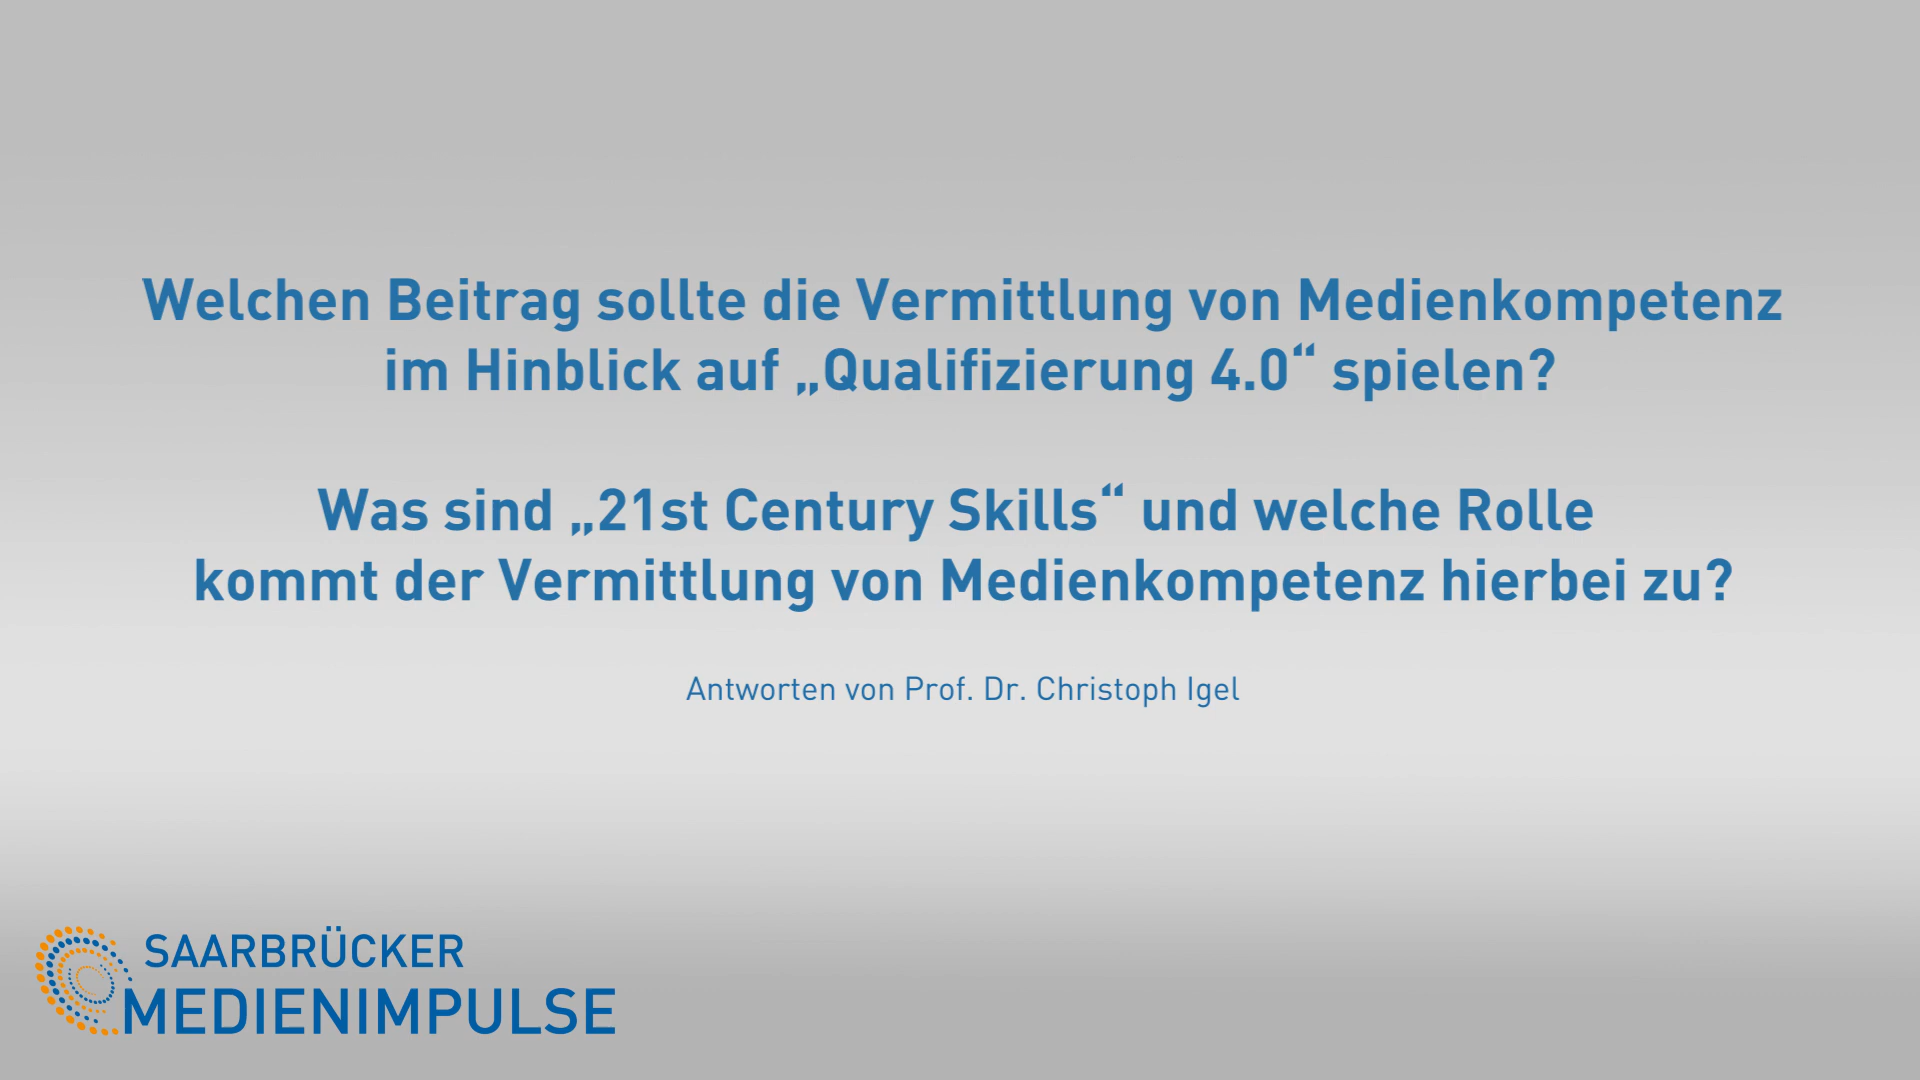 Welchen Beitrag sollte die Vermittlung von Medienkompetenz
im Hinblick auf „Qualifizierung 4.0“ spielen?
Was sind „21st Century Skills“ und welche Rolle
kommt der Vermittlung von Medienkompetenz hierbei zu?
Antworten von Prof. Dr. Christoph Igel
SAARBRÜCKER
MEDIENIMPULSE